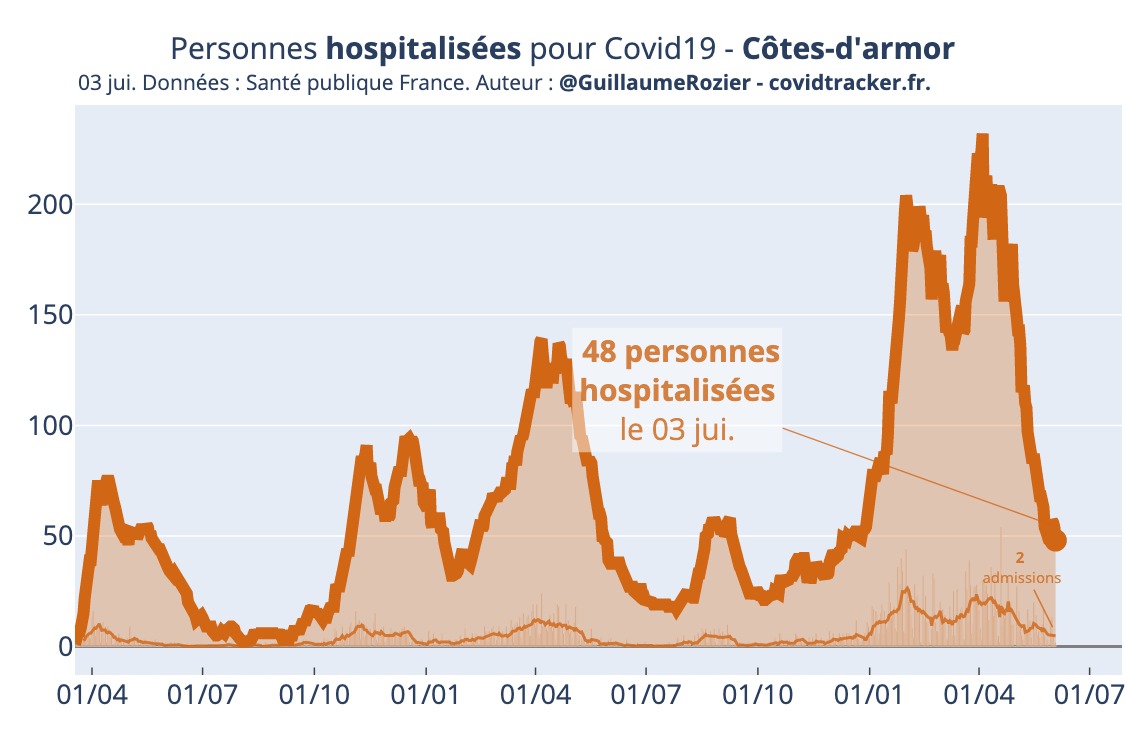 Personnes hospitalisées pour Covid19 - Côtes-d'armor
03 jui. Données : Santé publique France. Auteur : @GuillaumeRozier - covidtracker.fr.
200
150
100
50
0
48 personnes
hospitalisées
le 03 jui.
2
admissions
01/04 01/07 01/10 01/01 01/04 01/07 01/10 01/01 01/04 01/07